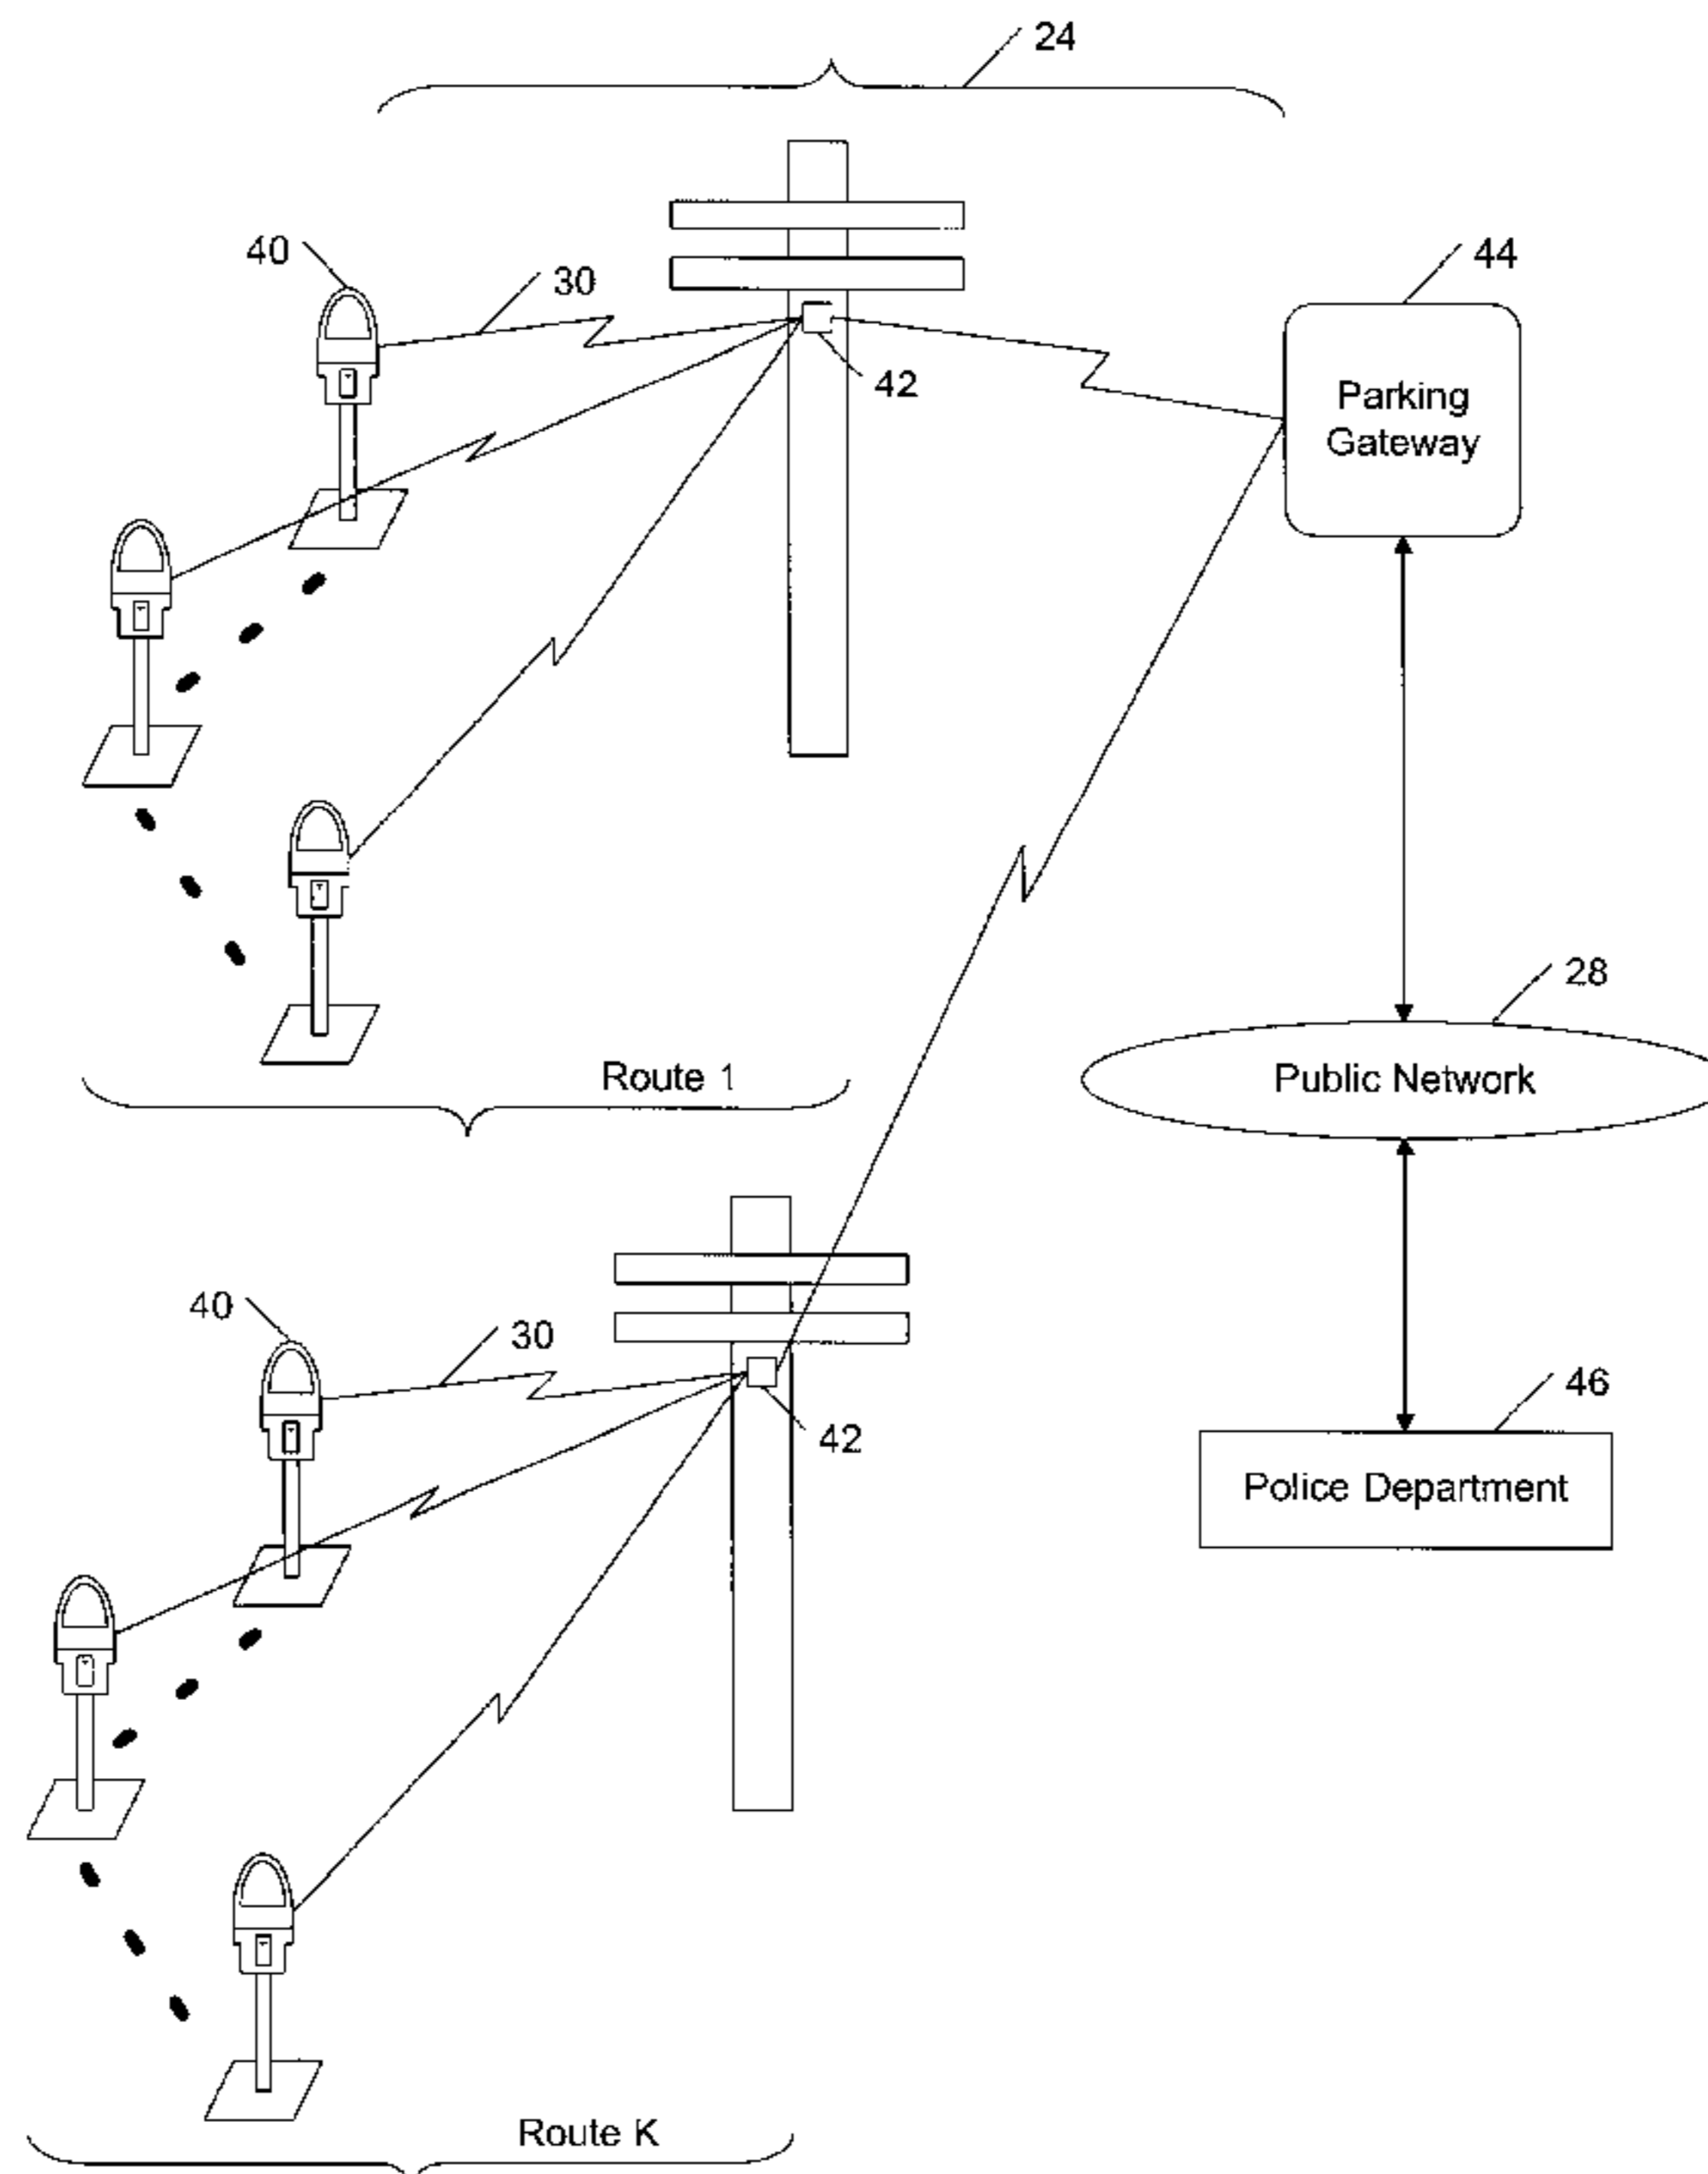 24
40
30
44
42
Parking
Gateway
28
Route 1
Public Network
40
30
46
42
Police Department
Route K